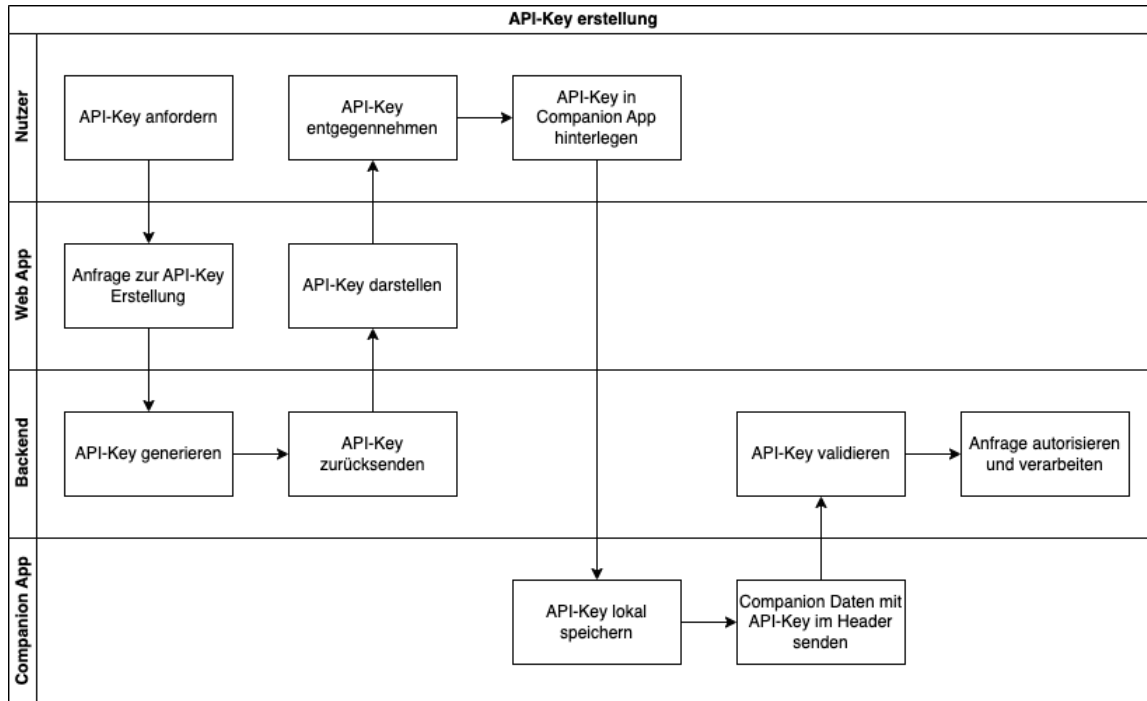 API-Key erstellung
Nutzer
API-Key anfordern
API-Key
entgegennehmen
API-Key in
Companion App
hinterlegen
Web App
Anfrage zur API-Key
Erstellung
API-Key darstellen
Backend
API-Key generieren
API-Key
zurücksenden
API-Key validieren
Anfrage autorisieren
und verarbeiten
Companion App
API-Key lokal
speichern
Companion Daten mit
API-Key im Header
senden